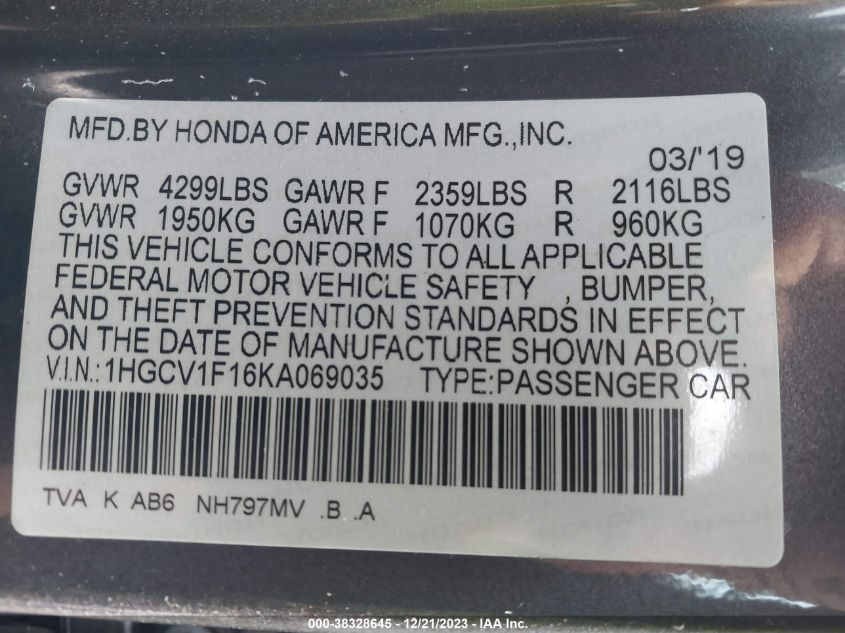 MFD.BY HONDA OF AMERICA MFG.,INC.
03/'19
GVWR 4299LBS GAWR F 2359LBS R 2116LBS
GVWR 1950KG GAWR F 1070KG R 960KG
THIS VEHICLE CONFORMS TO ALL APPLICABLE
FEDERAL MOTOR VEHICLE SAFETY , BUMPER,
AND THEFT PREVENTION STANDARDS IN EFFECT
ON THE DATE OF MANUFACTURE SHOWN ABOVE.
V.I.N.:1HGCV1F16KA069035 TYPE:PASSENGER CAR
TVA K AB6 NH797MV .B .A
000-38328645 - 12/21/2023 - IAA Inc.